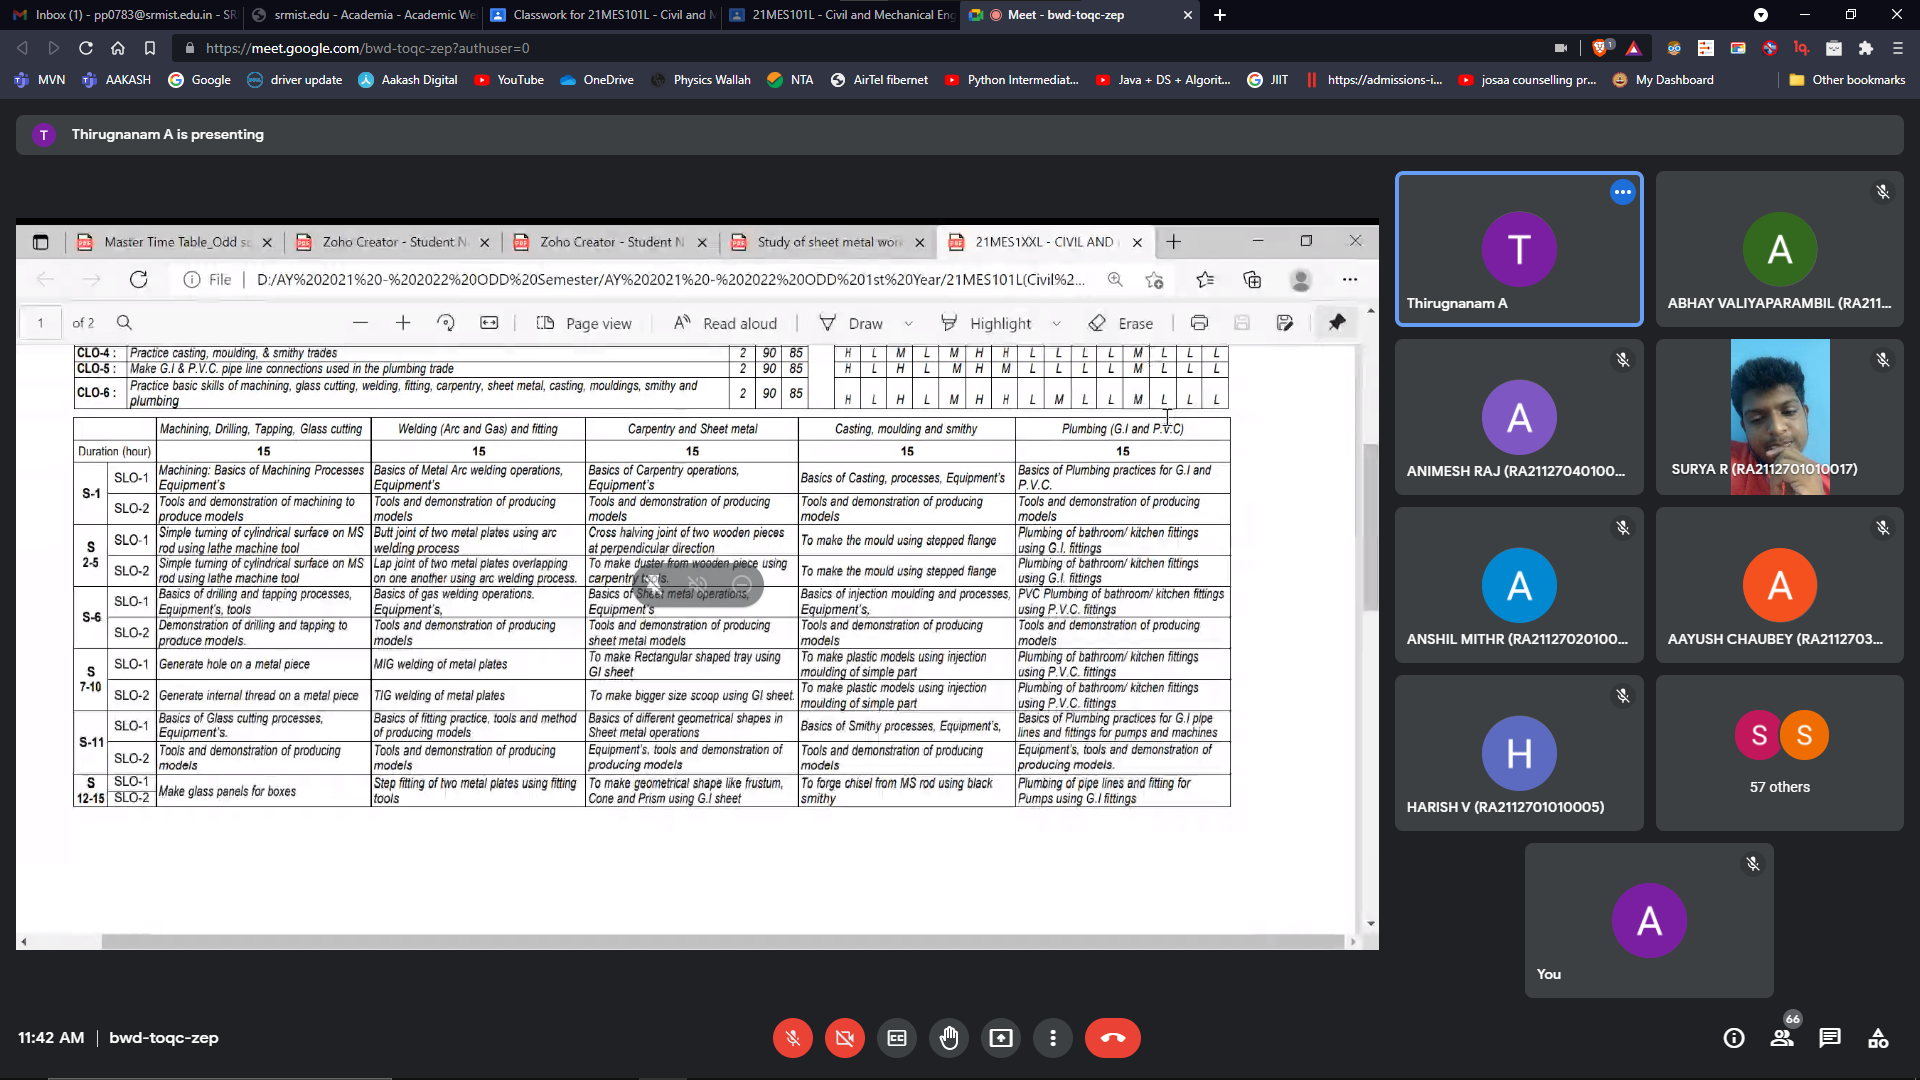 Inbox (1) - pp0783@srmist.edu.in - SR
srmist.edu - Academia - Academic We
Classwork for 21MES101L - Civil and M
21MES101L - Civil and Mechanical En
Meet - bwd-toqc-zep
https://meet.google.com/bwd-toqc-zep?authuser=0
MVN AAKASH Google driver update Aakash Digital YouTube OneDrive Physics Wallah NTA AirTel fibernet Python Intermediat... Java + DS + Algorit... JIIT https://admissions-i... josaa counselling pr... My Dashboard Other bookmarks
T Thirugnanam A is presenting
Master Time Table_Odd se
Zoho Creator - Student N
Zoho Creator - Student N
Study of sheet metal wor
21MES1XXL - CIVIL AND
File D:/AY%202021%20-%202022%20ODD%20Semester/AY%202021%20-%202022%20ODD%201st%20Year/21MES101L(Civil%2...
1 of 2 Page view Read aloud Draw Highlight Erase
CLO-4 : Practice casting, moulding, & smithy trades 2 90 85 H L M L M H H L L L M L L L
CLO-5 : Make G.I & P.V.C. pipe line connections used in the plumbing trade 2 90 85 H L H L M H M L L L M L L L
CLO-6 : Practice basic skills of machining, glass cutting, welding, fitting, carpentry, sheet metal, casting, mouldings, smithy and
plumbing 2 90 85 H L H L M H H L M L M L L L
Machining, Drilling, Tapping, Glass cutting Welding (Arc and Gas) and fitting Carpentry and Sheet metal Casting, moulding and smithy Plumbing (G.I and P.V.C)
Duration (hour) 15 15 15 15 15
S-1 SLO-1 Machining: Basics of Machining Processes Equipment's Basics of Metal Arc welding operations, Equipment's Basics of Carpentry operations, Equipment's Basics of Casting, processes, Equipment's Basics of Plumbing practices for G.I and P.V.C.
SLO-2 Tools and demonstration of machining to produce models Tools and demonstration of producing models Tools and demonstration of producing models Tools and demonstration of producing models Tools and demonstration of producing models
S 2-5 SLO-1 Simple turning of cylindrical surface on MS rod using lathe machine tool Butt joint of two metal plates using arc welding process Cross halving joint of two wooden pieces at perpendicular direction To make the mould using stepped flange Plumbing of bathroom/ kitchen fittings using G.I. fittings
SLO-2 Simple turning of cylindrical surface on MS rod using lathe machine tool Lap joint of two metal plates overlapping on one another using arc welding process. To make duster from wooden piece using carpentry tools. To make the mould using stepped flange Plumbing of bathroom/ kitchen fittings using G.I. fittings
S-6 SLO-1 Basics of drilling and tapping processes, Equipment's, tools Basics of gas welding operations. Equipment's, Basics of Sheet metal operations, Equipment's Basics of injection moulding and processes, Equipment's, PVC Plumbing of bathroom/ kitchen fittings using P.V.C. fittings
SLO-2 Demonstration of drilling and tapping to produce models. Tools and demonstration of producing models Tools and demonstration of producing sheet metal models Tools and demonstration of producing models Tools and demonstration of producing models
S 7-10 SLO-1 Generate hole on a metal piece MIG welding of metal plates To make Rectangular shaped tray using GI sheet To make plastic models using injection moulding of simple part Plumbing of bathroom/ kitchen fittings using P.V.C. fittings
SLO-2 Generate internal thread on a metal piece TIG welding of metal plates To make bigger size scoop using GI sheet. To make plastic models using injection moulding of simple part Plumbing of bathroom/ kitchen fittings using P.V.C. fittings
S-11 SLO-1 Basics of Glass cutting processes, Equipment's. Basics of fitting practice, tools and method of producing models Basics of different geometrical shapes in Sheet metal operations Basics of Smithy processes, Equipment's, Basics of Plumbing practices for G.I pipe lines and fittings for pumps and machines
SLO-2 Tools and demonstration of producing models Tools and demonstration of producing models Equipment's, tools and demonstration of producing models Tools and demonstration of producing models Equipment's, tools and demonstration of producing models.
S 12-15 SLO-1 SLO-2 Make glass panels for boxes Step fitting of two metal plates using fitting tools To make geometrical shape like frustum, Cone and Prism using G.I sheet To forge chisel from MS rod using black smithy Plumbing of pipe lines and fitting for Pumps using G.I fittings
T
Thirugnanam A
A
ABHAY VALIYAPARAMBIL (RA211...
A
ANIMESH RAJ (RA21127040100...
SURYA R (RA2112701010017)
A
ANSHIL MITHR (RA21127020100...
A
AAYUSH CHAUBEY (RA2112703...
H
HARISH V (RA2112701010005)
S S
57 others
A
You
11:42 AM | bwd-toqc-zep
66